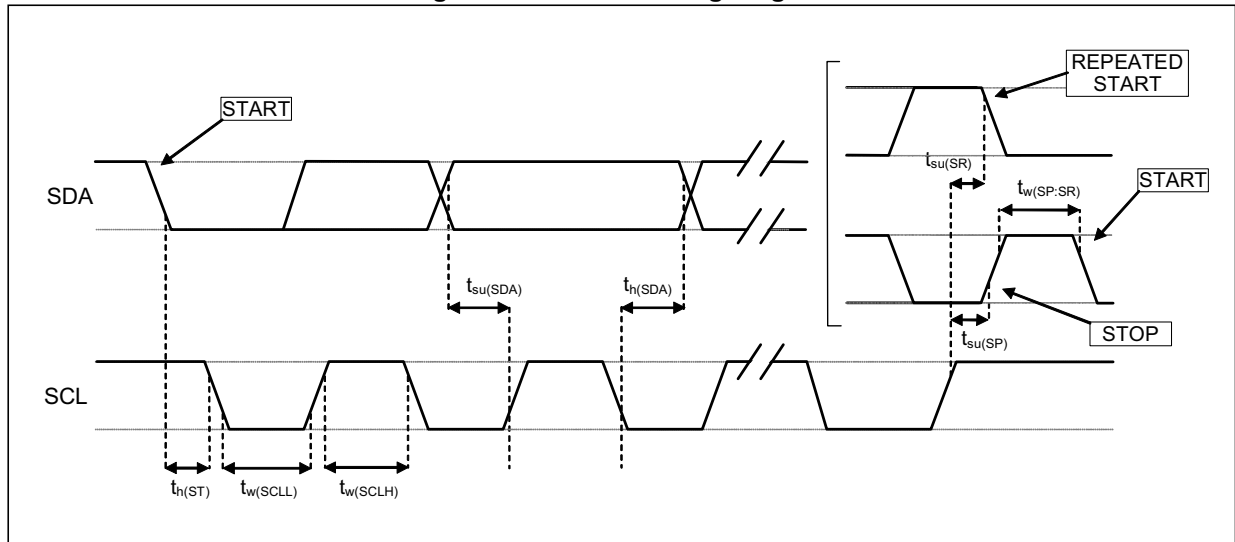 REPEATED
START
START
tsu(SR)
tw(SP:SR)
START
SDA
tsu(SDA)
th(SDA)
tsu(SP)
STOP
SCL
th(ST)
tw(SCLL)
tw(SCLH)